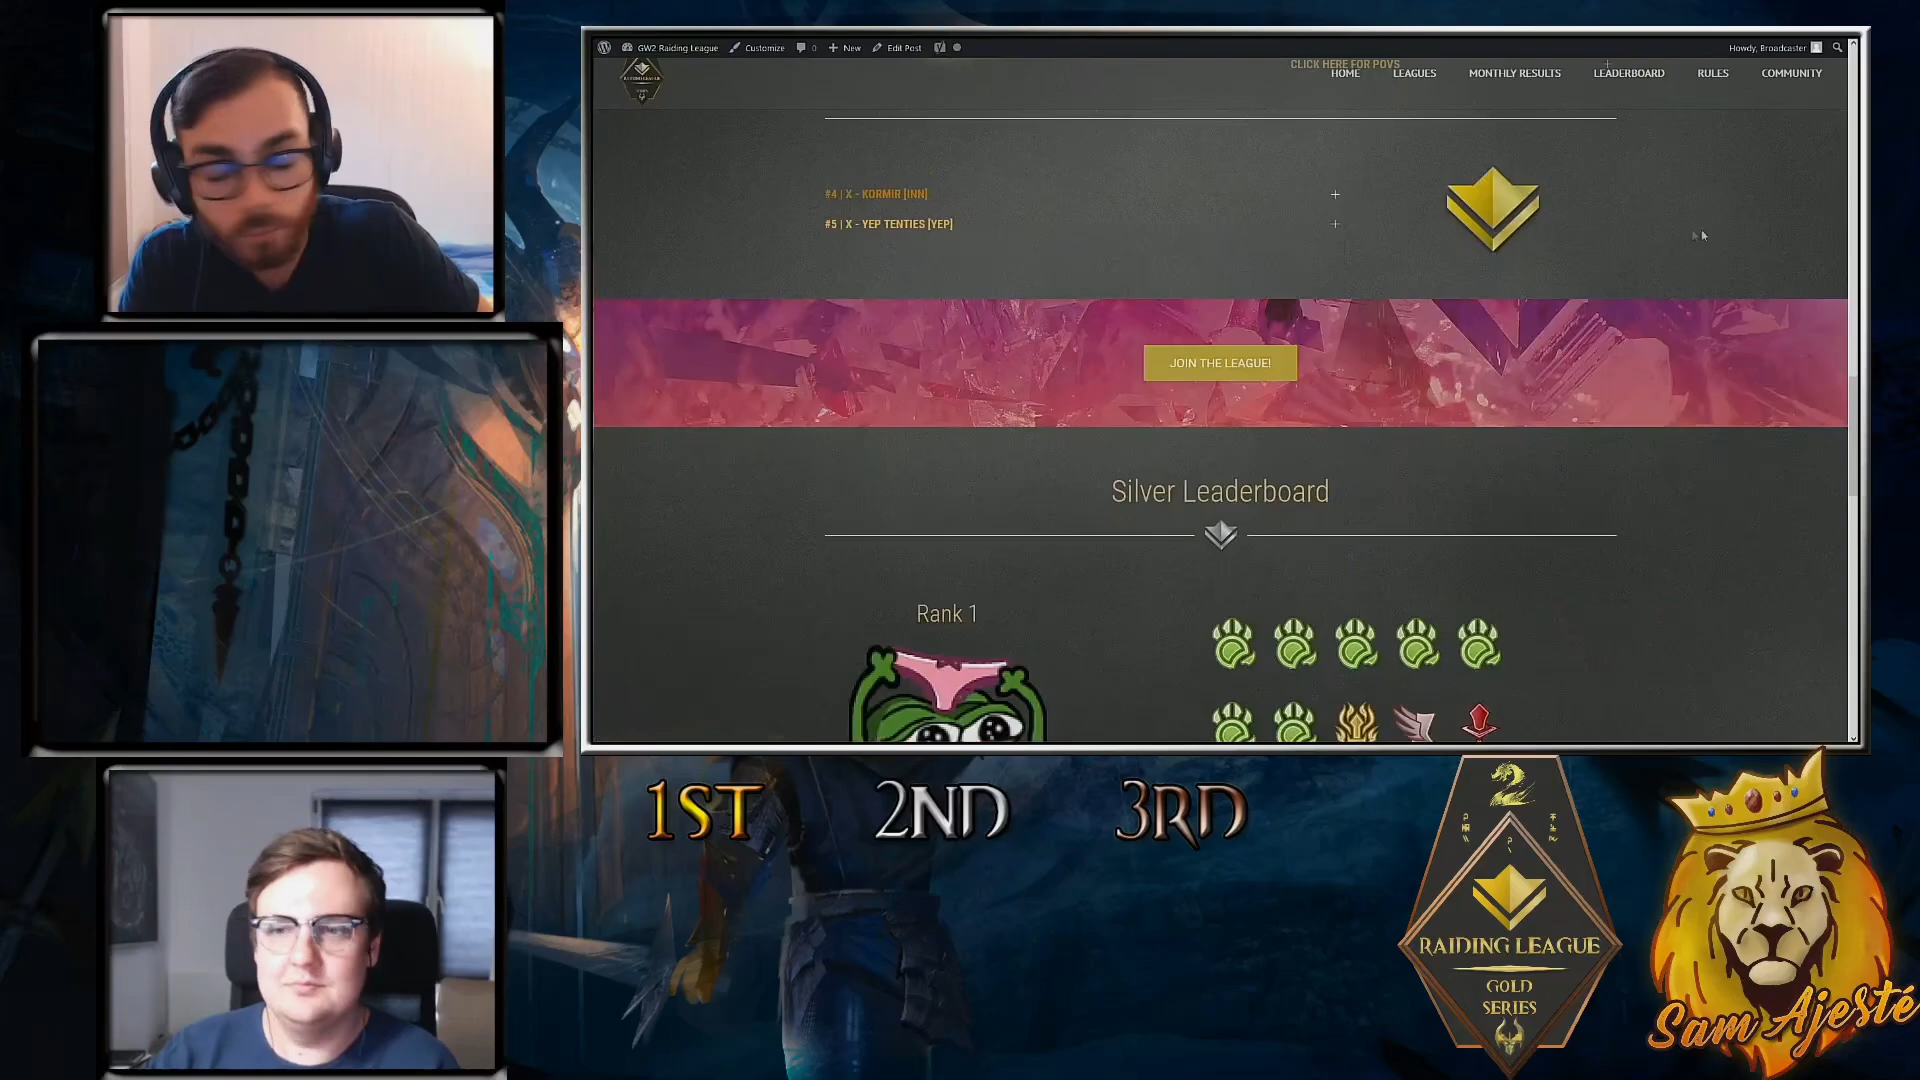 GW2 Raiding League
Customize
0
New
Edit Post
Howdy, Broadcaster
CLICK HERE FOR POVS
HOME
LEAGUES
MONTHLY RESULTS
LEADERBOARD
RULES
COMMUNITY
#4 | X - KORMIR [INN]
#5 | X - YEP TENTIES [YEP]
JOIN THE LEAGUE!
Silver Leaderboard
Rank 1
1ST
2ND
3RD
RAIDING LEAGUE
GOLD
SERIES
Sam Ajesté